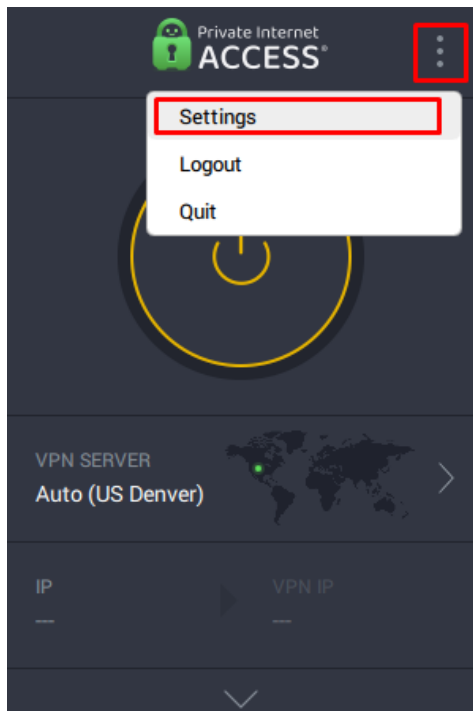 Private Internet
ACCESS®
Settings
Logout
Quit
VPN SERVER
Auto (US Denver)
IP
VPN IP
---
---